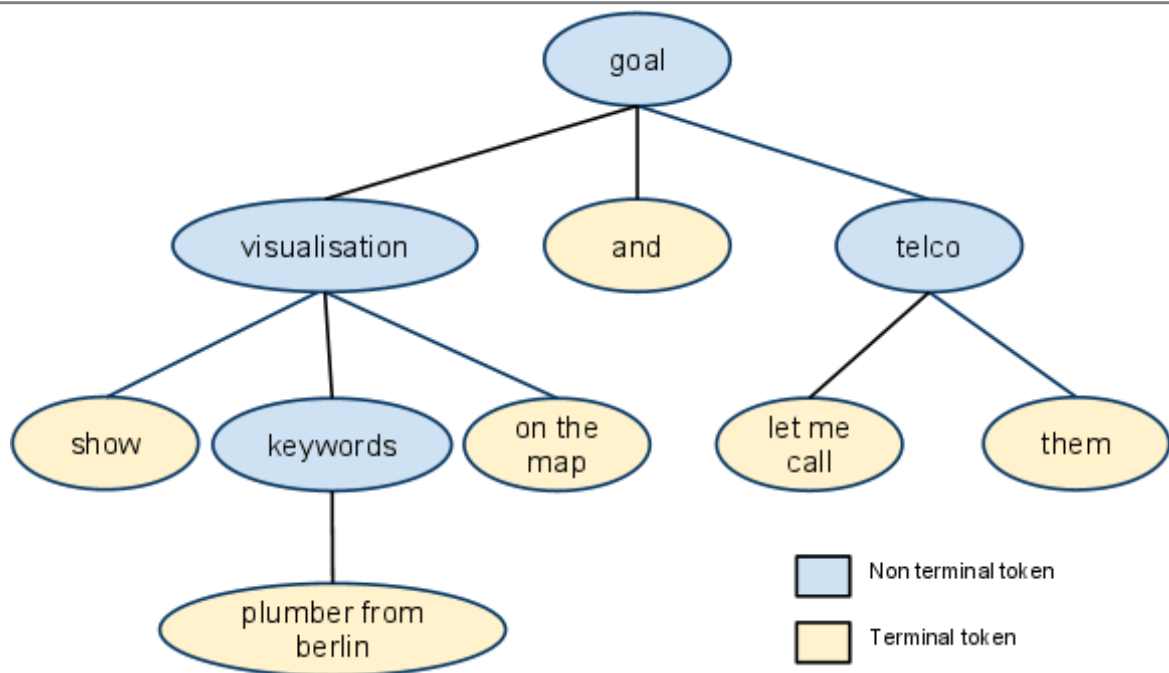 goal
visualisation
and
telco
show
keywords
on the
map
let me
call
them
plumber from
berlin
Non terminal token
Terminal token